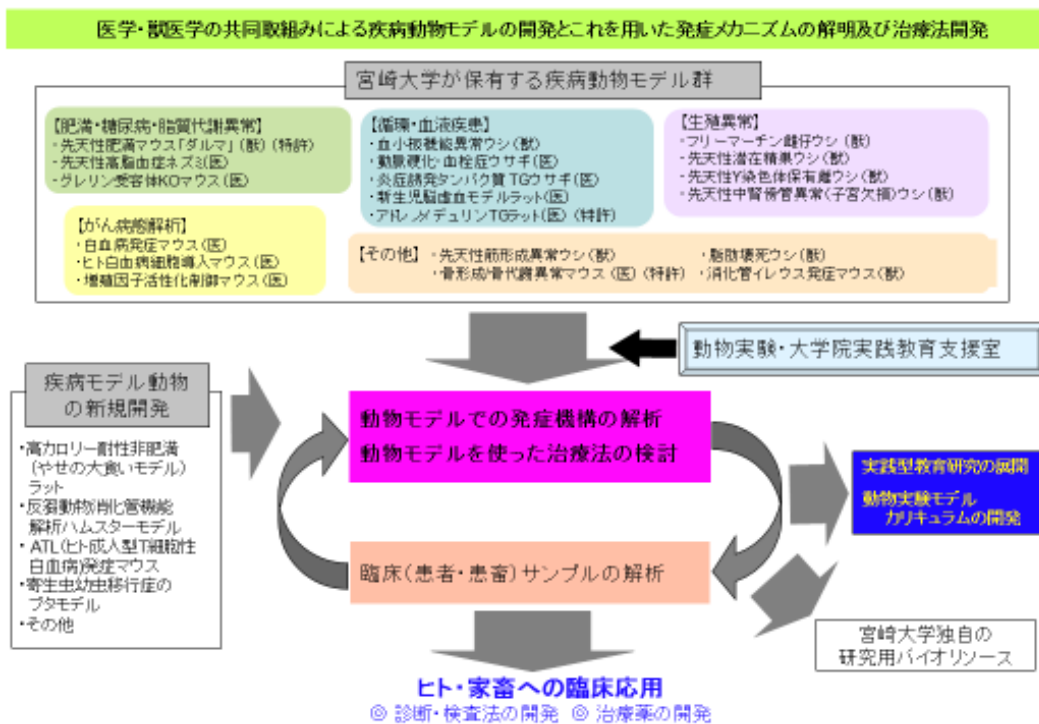 医学・獣医学の共同取組みによる疾病動物モデルの開発とこれを用いた発症メカニズムの解明及び治療法開発
宮崎大学が保有する疾病動物モデル群
【肥満・糖尿病・脂質代謝異常】
・先天性肥満マウス「ダルマ」(獣)(特許)
・先天性高脂血症ネズミ(医)
・グレリン受容体KOマウス(医)
【循環・血液疾患】
・血小板機能異常ウシ(獣)
・動脈硬化・血栓症ウサギ(医)
・炎症誘発タンパク質TGウサギ(医)
・新生児脳虚血モデルラット(医)
・アドレノメデュリンTGラット(医)(特許)
【生殖異常】
・フリーマーチン雌仔ウシ(獣)
・先天性潜在精巣ウシ(獣)
・先天性Y染色体保有雌ウシ(獣)
・先天性中腎傍管異常(子宮欠損)ウシ(獣)
【がん病態解析】
・白血病発症マウス(医)
・ヒト白血病細胞導入マウス(医)
・増殖因子活性化制御マウス(医)
【その他】・先天性筋形成異常ウシ(獣) ・脂肪壊死ウシ(獣)
・骨形成/骨代謝異常マウス(医)(特許) ・消化管イレウス発症マウス(獣)
動物実験・大学院実践教育支援室
疾病モデル動物
の新規開発
・高カロリー耐性非肥満
(やせの大食いモデル)
ラット
・反芻動物消化管機能
解析ハムスターモデル
・ATL(ヒト成人型T細胞性
白血病)発症マウス
・寄生虫幼虫移行症の
ブタモデル
・その他
動物モデルでの発症機構の解析
動物モデルを使った治療法の検討
実践型教育研究の展開
動物実験モデル
カリキュラムの開発
臨床(患者・患畜)サンプルの解析
宮崎大学独自の
研究用バイオリソース
ヒト・家畜への臨床応用
◎ 診断・検査法の開発 ◎ 治療薬の開発